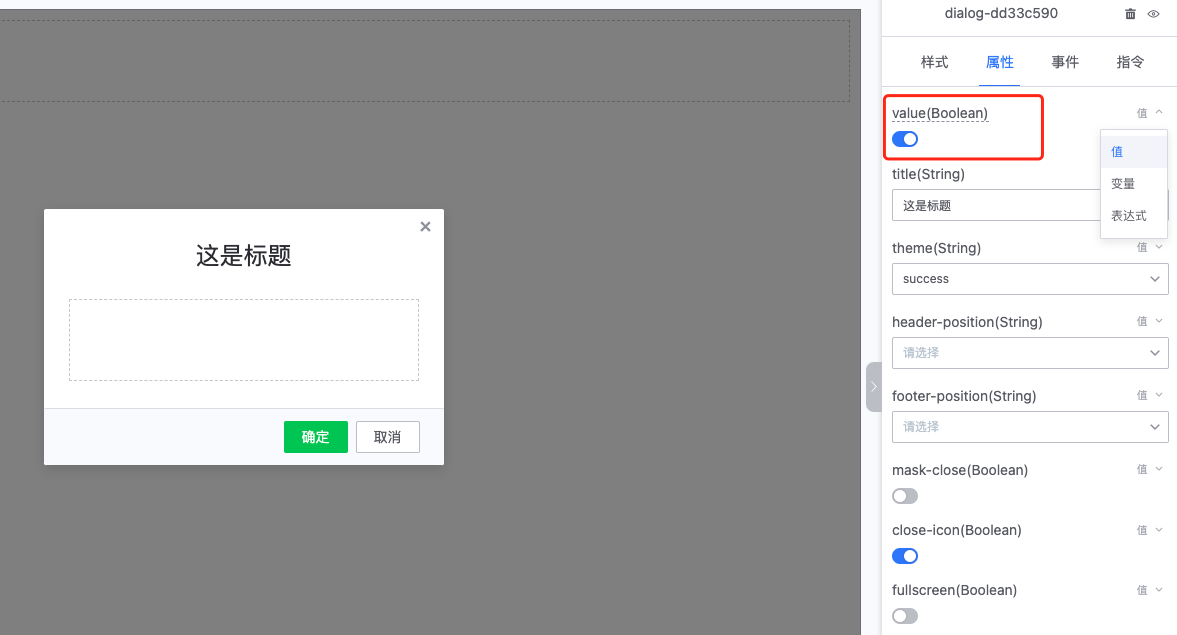 dialog-dd33c590
样式 属性 事件 指令
value(Boolean) 值
值
变量
表达式
title(String)
这是标题
theme(String) 值
success
header-position(String) 值
请选择
footer-position(String) 值
请选择
mask-close(Boolean) 值
close-icon(Boolean) 值
fullscreen(Boolean) 值
这是标题
确定 取消